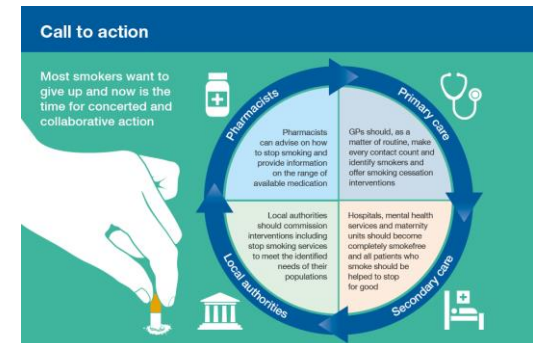 Call to action
Most smokers want to
give up and now is the
time for concerted and
collaborative action
Pharmacists
Pharmacists
can advise on how
to stop smoking and
provide information
on the range of
available medication
Primary care
GPs should, as a
matter of routine, make
every contact count and
identify smokers and
offer smoking cessation
interventions
Local authorities
Local authorities
should commission
interventions including
stop smoking services
to meet the identified
needs of their
populations
Secondary care
Hospitals, mental health
services and maternity
units should become
completely smokefree
and all patients who
smoke should be
helped to stop
for good